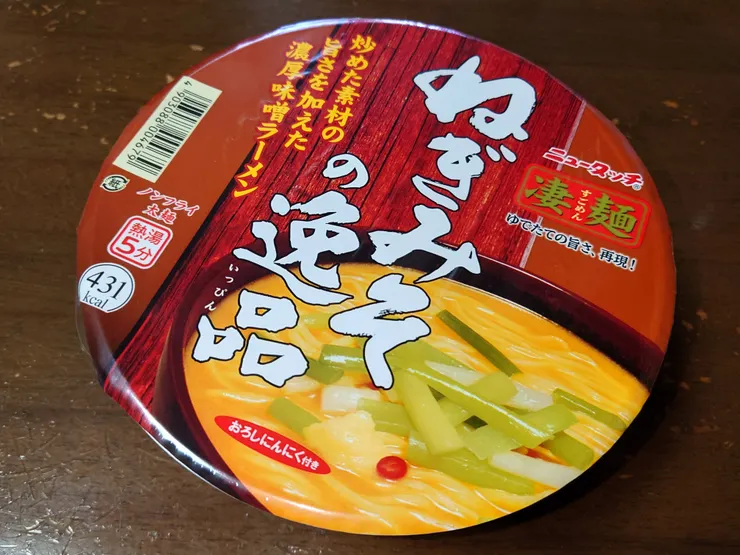 炒めた素材の
旨さを加えた
濃厚味噌ラーメン
ねぎみそ
の逸品
いっぴん
ニュータッチ®
凄麺
すごめん
ゆでたての旨さ、再現!
4903088004679
紙
ノンフライ
太麺
熱湯
5分
431
kcal
おろしにんにく付き